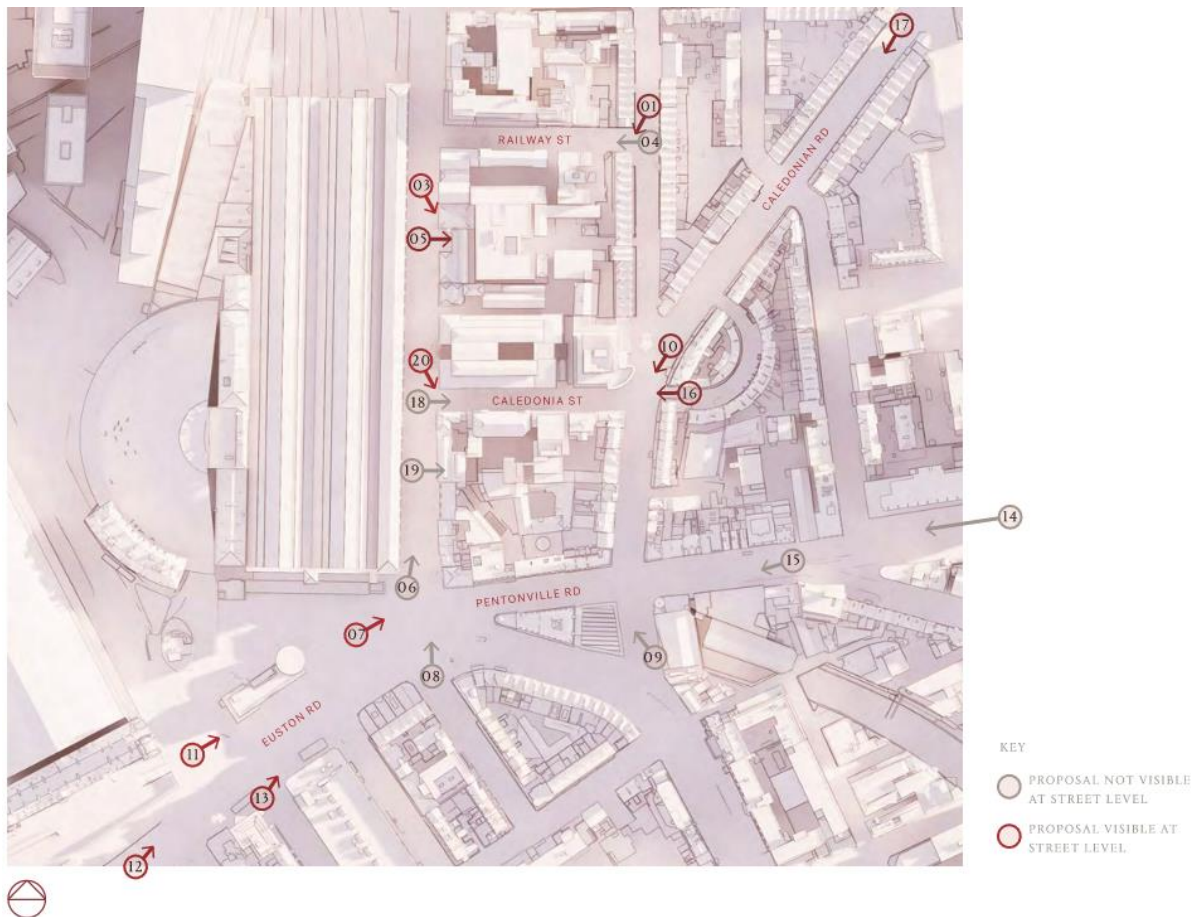 17
01
RAILWAY ST
04
CALEDONIAN RD
03
05
10
20
16
18
CALEDONIA ST
19
14
15
06
PENTONVILLE RD
07
09
08
EURSTON RD
11
13
12
KEY
PROPOSAL NOT VISIBLE
AT STREET LEVEL
PROPOSAL VISIBLE AT
STREET LEVEL